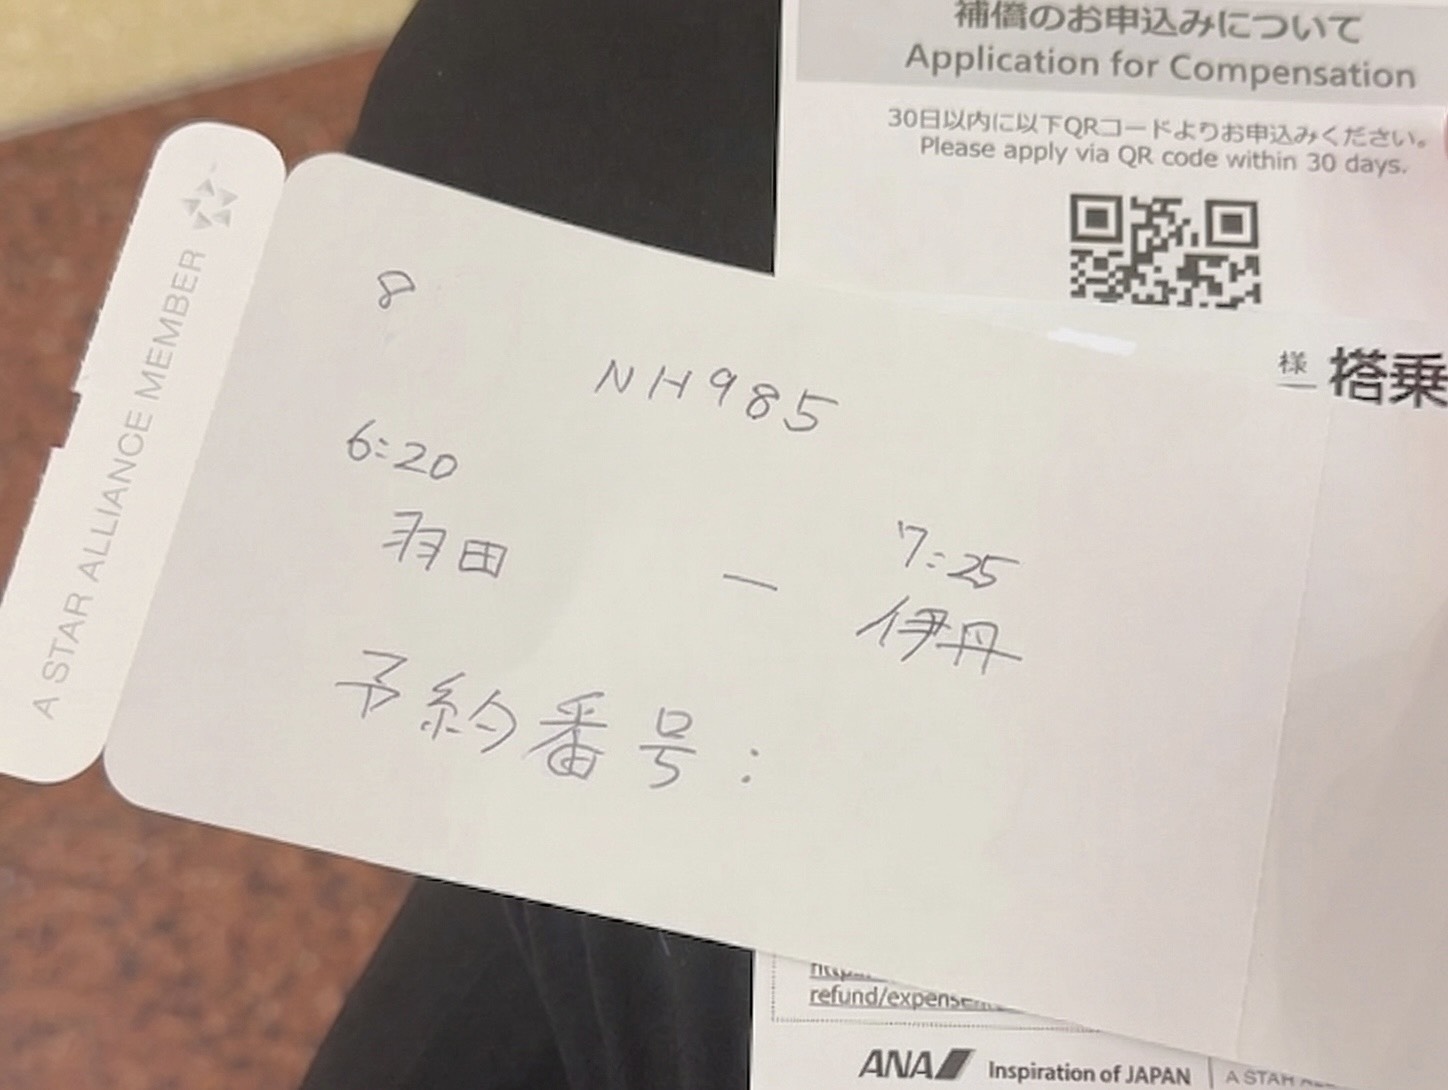 補償のお申込みについて
Application for Compensation
30日以内に以下QRコードよりお申込みください。
Please apply via QR code within 30 days.
様 搭乗
A STAR ALLIANCE MEMBER
8
NH985
6:20
7:25
羽田 ー 伊丹
予約番号:
refund/expense
ANA Inspiration of JAPAN A STAR